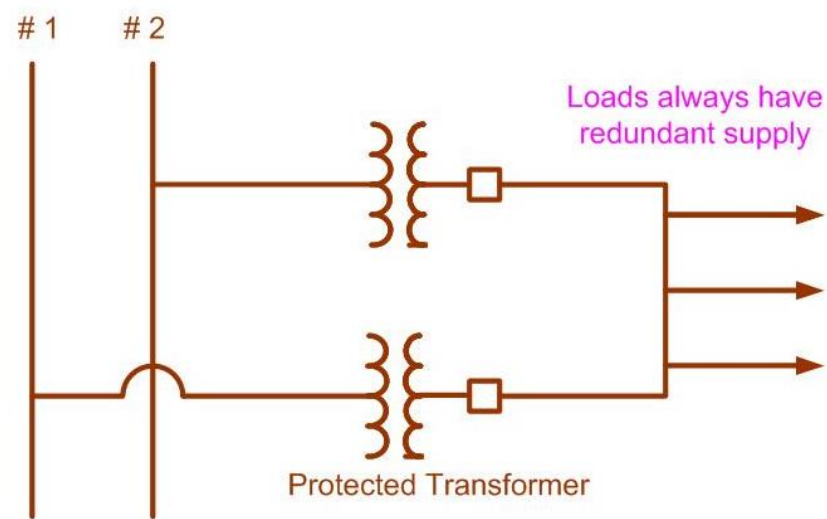 # 1
# 2
Loads always have
redundant supply
Protected Transformer